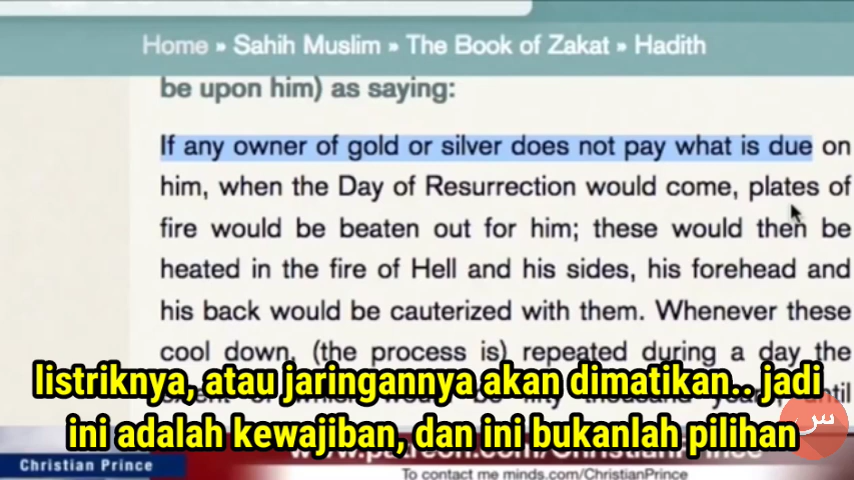 Home » Sahih Muslim » The Book of Zakat » Hadith
be upon him) as saying:
If any owner of gold or silver does not pay what is due on
him, when the Day of Resurrection would come, plates of
fire would be beaten out for him; these would then be
heated in the fire of Hell and his sides, his forehead and
his back would be cauterized with them. Whenever these
cool down, (the process is) repeated during a day the
listriknya, atau jaringannya akan dimatikan.. jadi
ini adalah kewajiban, dan ini bukanlah pilihan
س
www.patreon.com/ChristianPrince
Christian Prince
To contact me minds.com/ChristianPrince